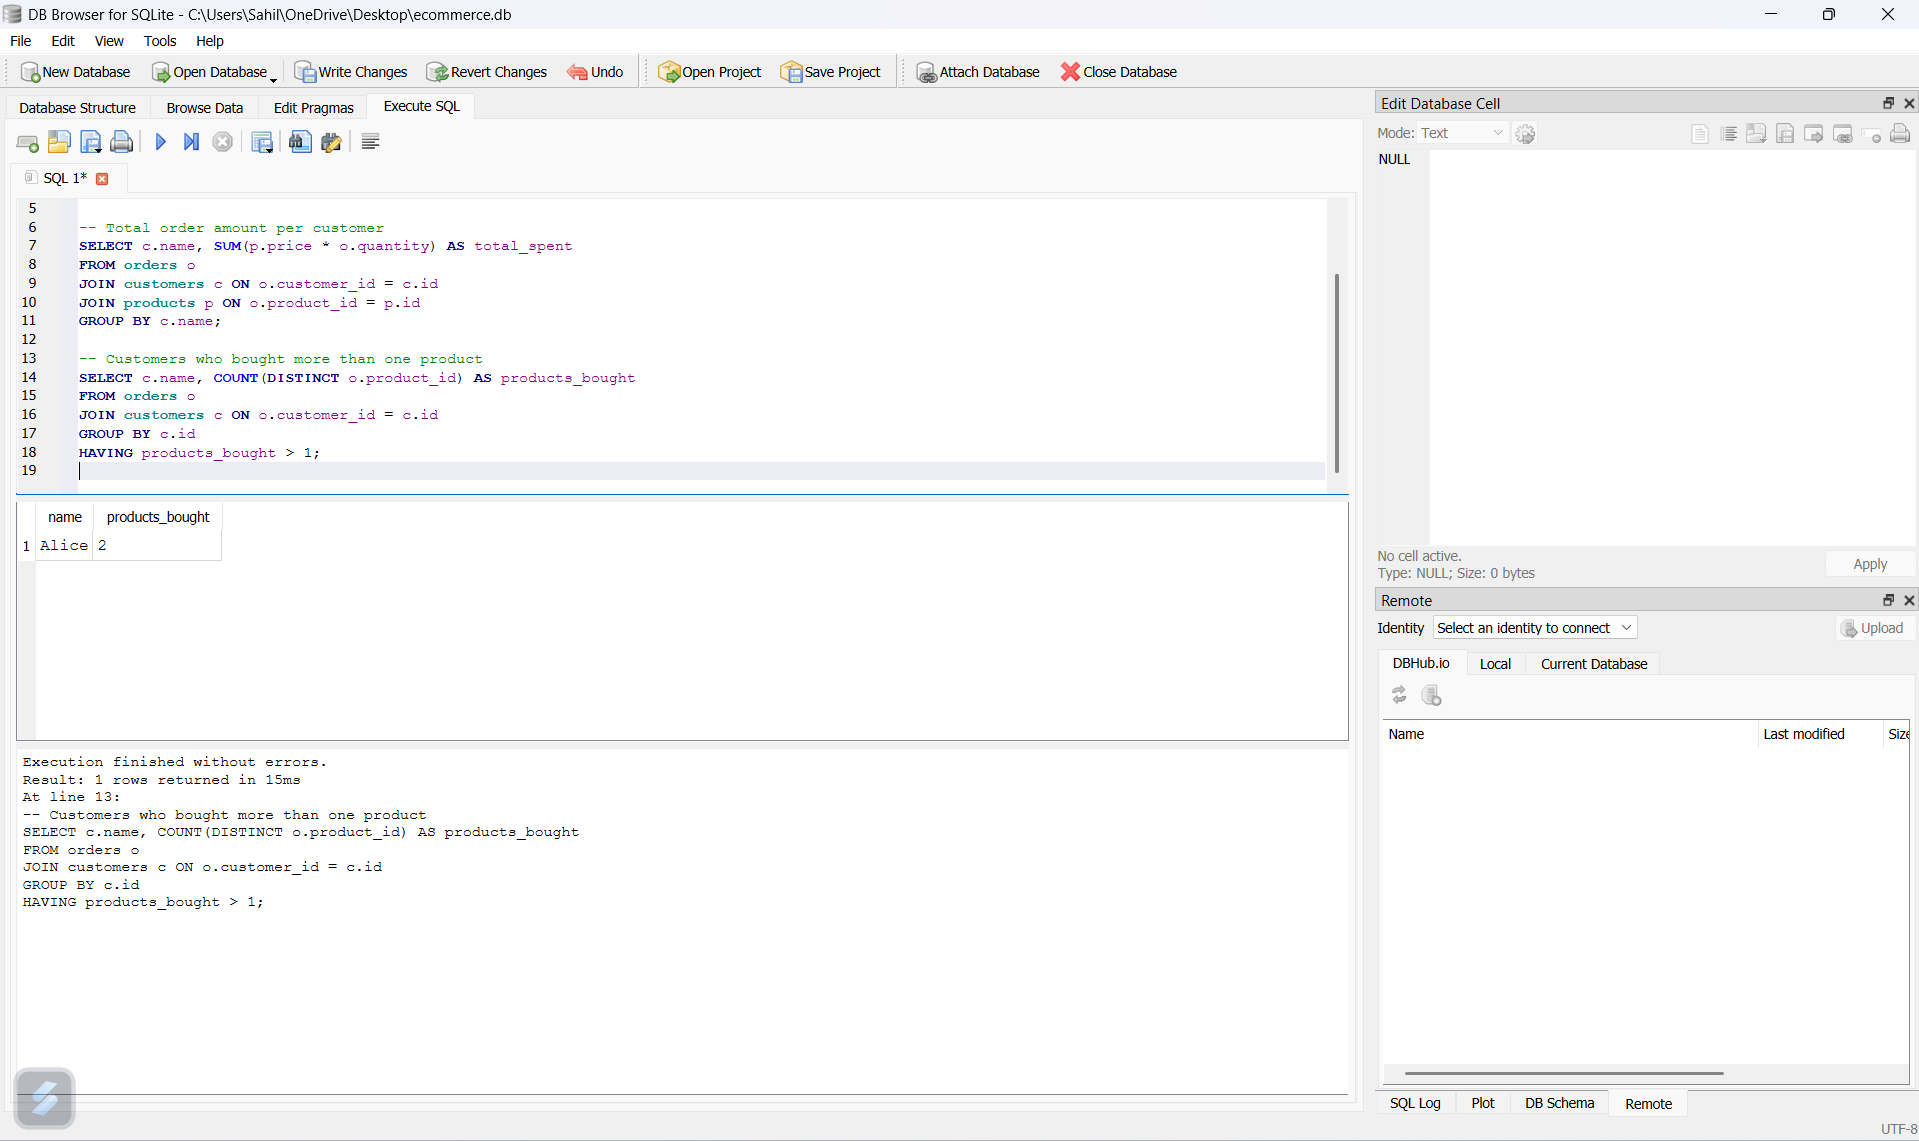 DB Browser for SQLite - C:\Users\Sahil\OneDrive\Desktop\ecommerce.db
File Edit View Tools Help
New Database Open Database Write Changes Revert Changes Undo Open Project Save Project Attach Database Close Database
Database Structure Browse Data Edit Pragmas Execute SQL
SQL 1*
5
6 -- Total order amount per customer
7 SELECT c.name, SUM(p.price * o.quantity) AS total_spent
8 FROM orders o
9 JOIN customers c ON o.customer_id = c.id
10 JOIN products p ON o.product_id = p.id
11 GROUP BY c.name;
12
13 -- Customers who bought more than one product
14 SELECT c.name, COUNT(DISTINCT o.product_id) AS products_bought
15 FROM orders o
16 JOIN customers c ON o.customer_id = c.id
17 GROUP BY c.id
18 HAVING products_bought > 1;
19
name products_bought
1 Alice 2
Execution finished without errors.
Result: 1 rows returned in 15ms
At line 13:
-- Customers who bought more than one product
SELECT c.name, COUNT(DISTINCT o.product_id) AS products_bought
FROM orders o
JOIN customers c ON o.customer_id = c.id
GROUP BY c.id
HAVING products_bought > 1;
Edit Database Cell
Mode: Text
NULL
No cell active.
Type: NULL; Size: 0 bytes
Apply
Remote
Identity Select an identity to connect Upload
DBHub.io Local Current Database
Name Last modified Size
SQL Log Plot DB Schema Remote
UTF-8